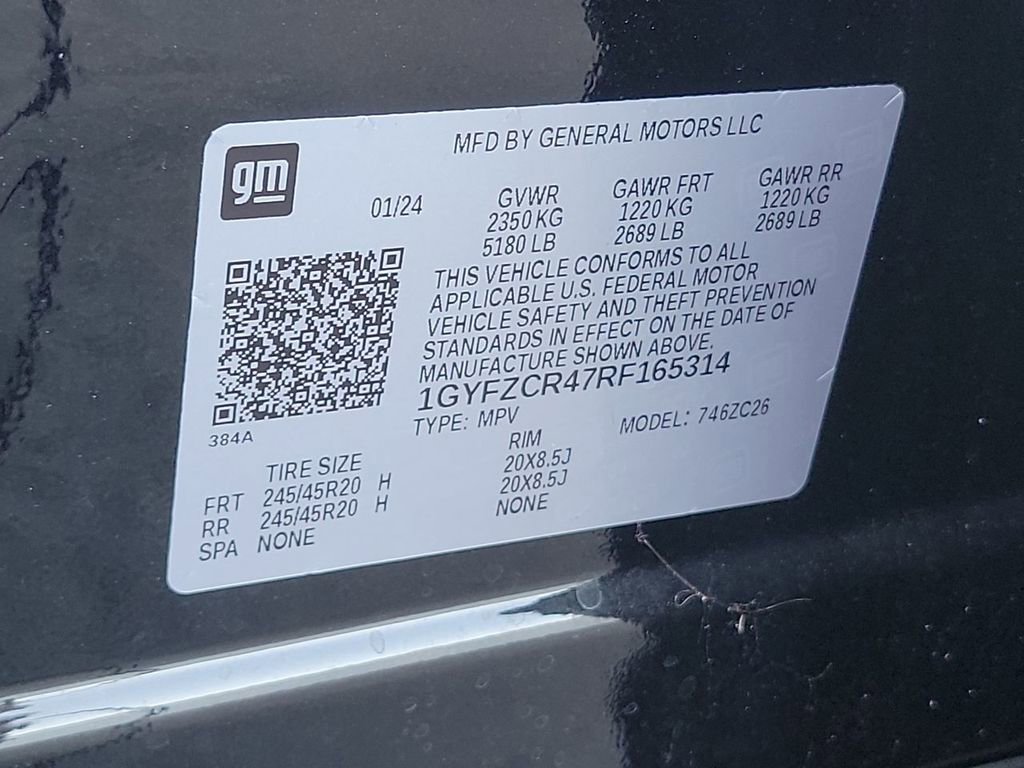 gm
MFD BY GENERAL MOTORS LLC
01/24
GVWR
2350 KG
5180 LB
GAWR FRT
1220 KG
2689 LB
GAWR RR
1220 KG
2689 LB
THIS VEHICLE CONFORMS TO ALL
APPLICABLE U.S. FEDERAL MOTOR
VEHICLE SAFETY AND THEFT PREVENTION
STANDARDS IN EFFECT ON THE DATE OF
MANUFACTURE SHOWN ABOVE.
1GYFZCR47RF165314
TYPE: MPV
MODEL: 746ZC26
384A
TIRE SIZE
RIM
FRT 245/45R20 H 20X8.5J
RR 245/45R20 H 20X8.5J
SPA NONE NONE